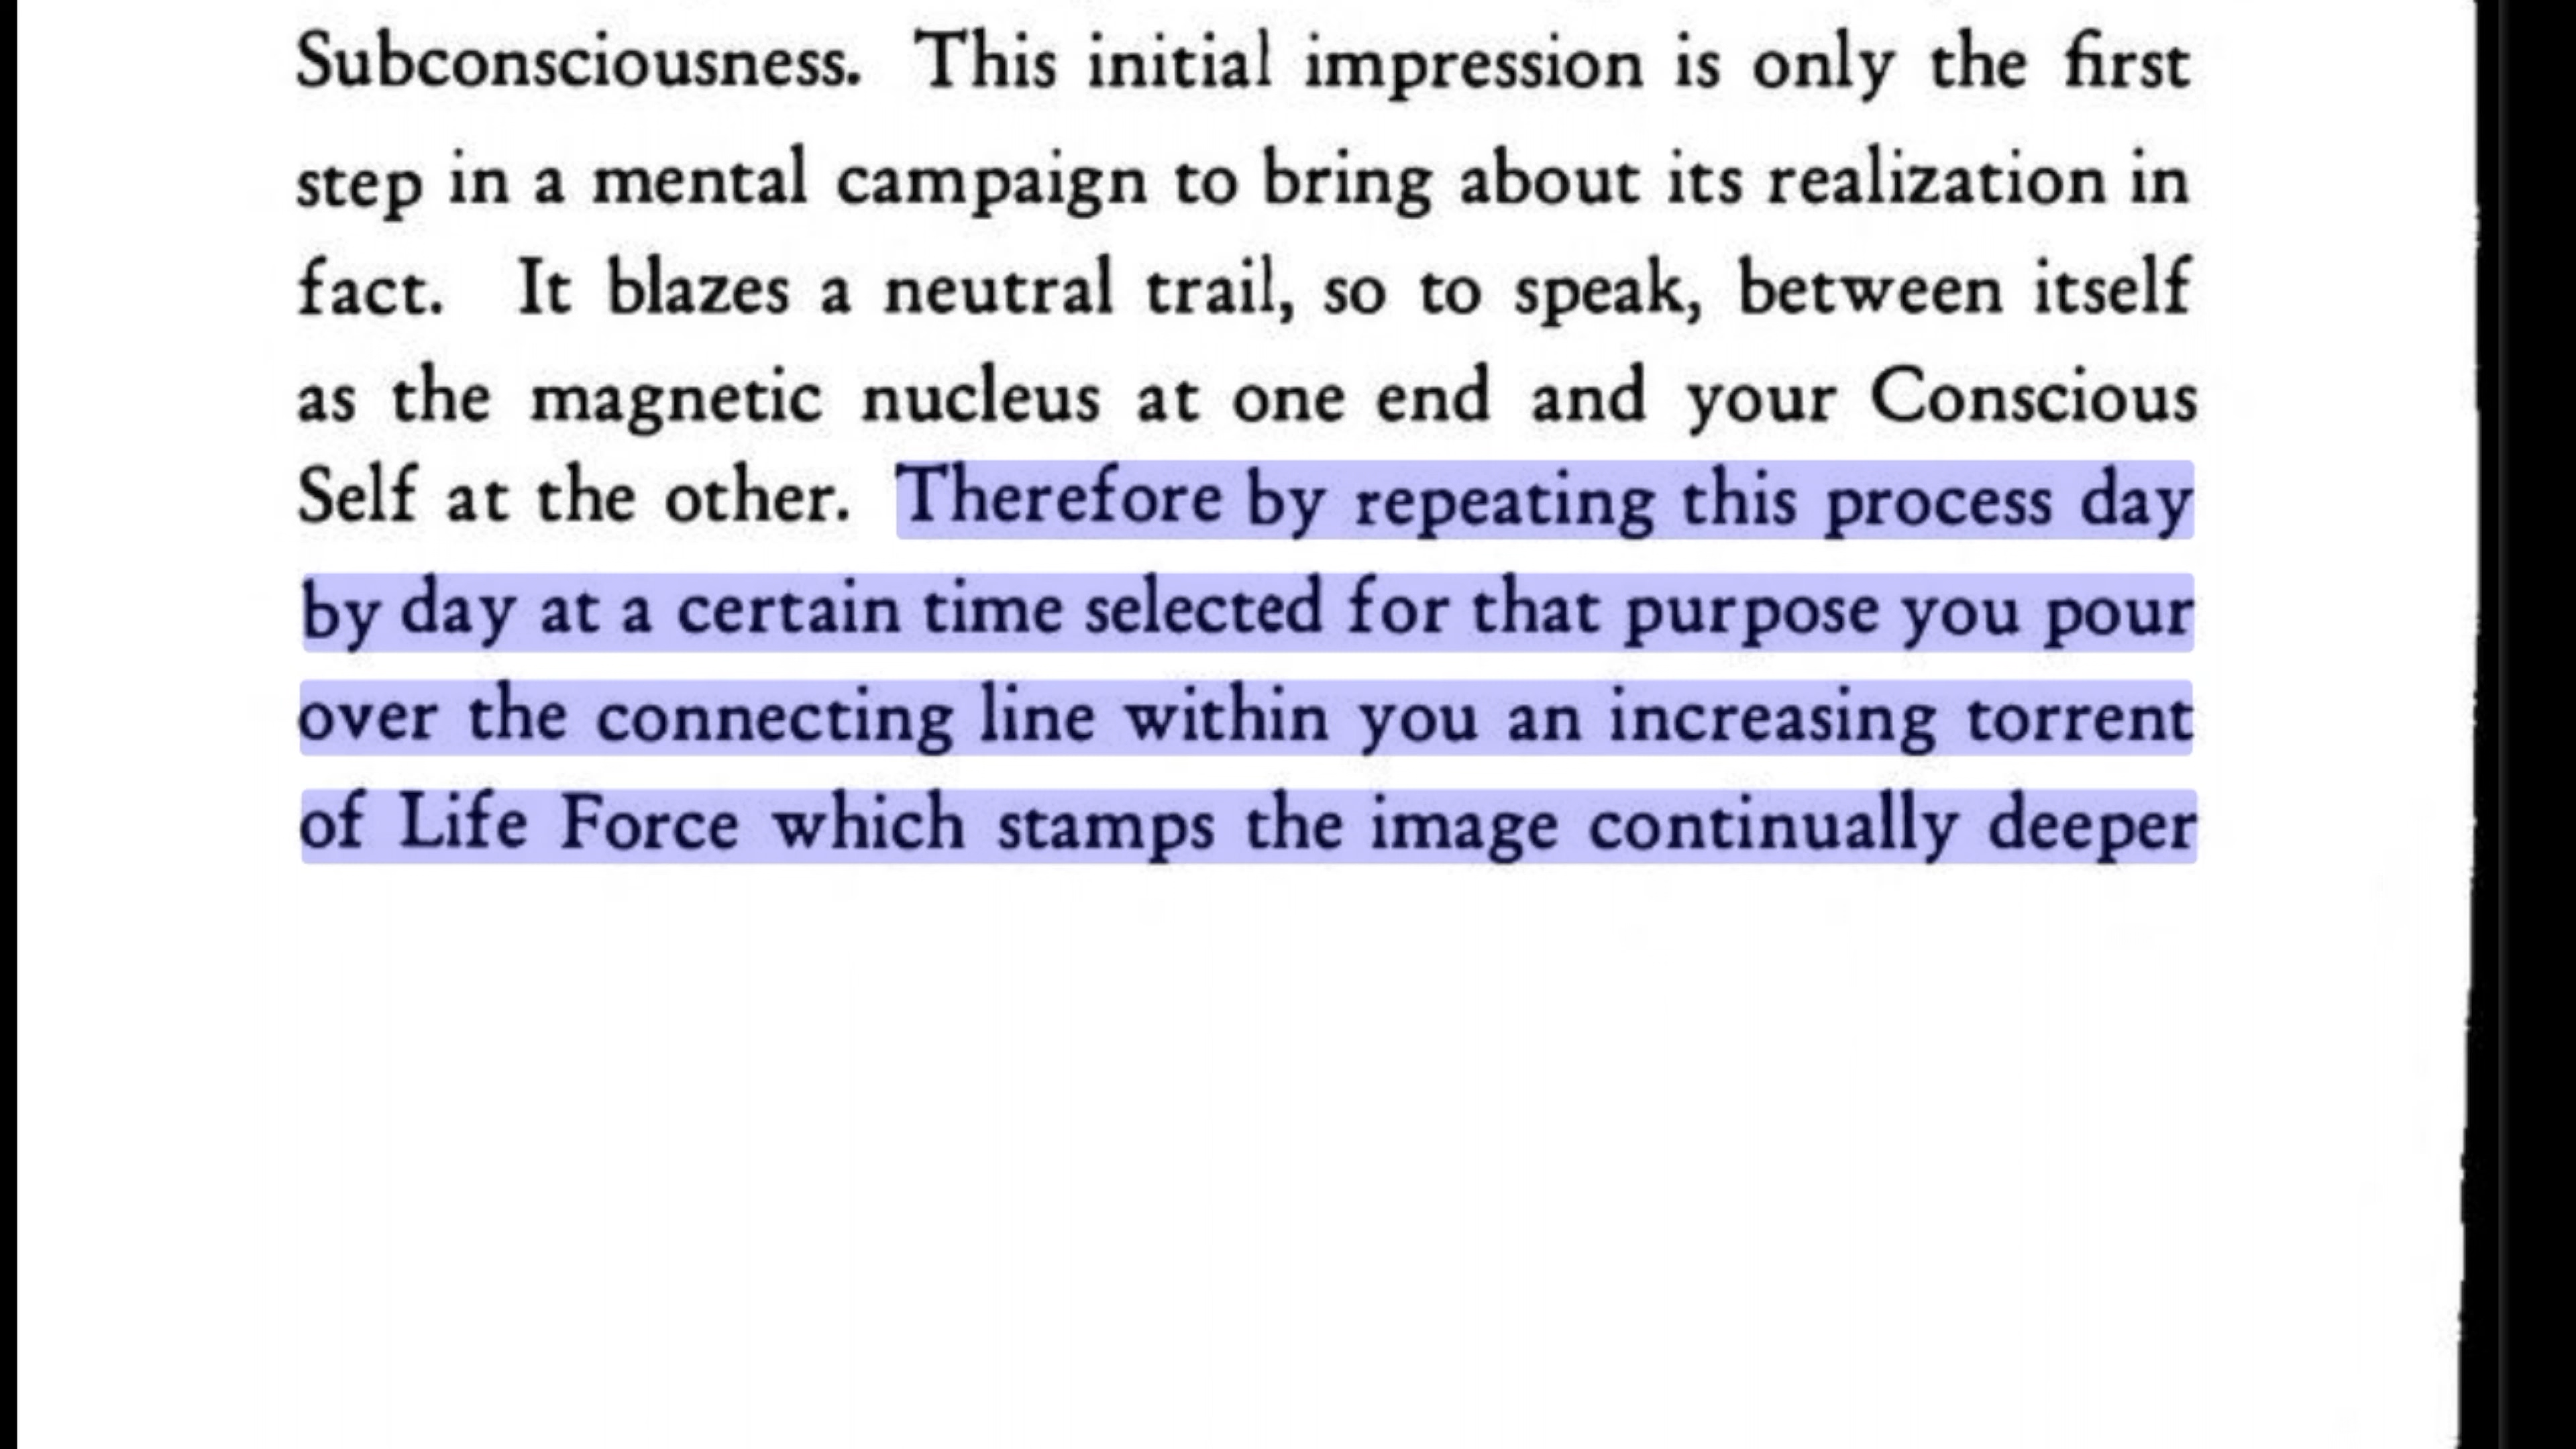 Subconsciousness. This initial impression is only the first
step in a mental campaign to bring about its realization in
fact. It blazes a neutral trail, so to speak, between itself
as the magnetic nucleus at one end and your Conscious
Self at the other. Therefore by repeating this process day
by day at a certain time selected for that purpose you pour
over the connecting line within you an increasing torrent
of Life Force which stamps the image continually deeper